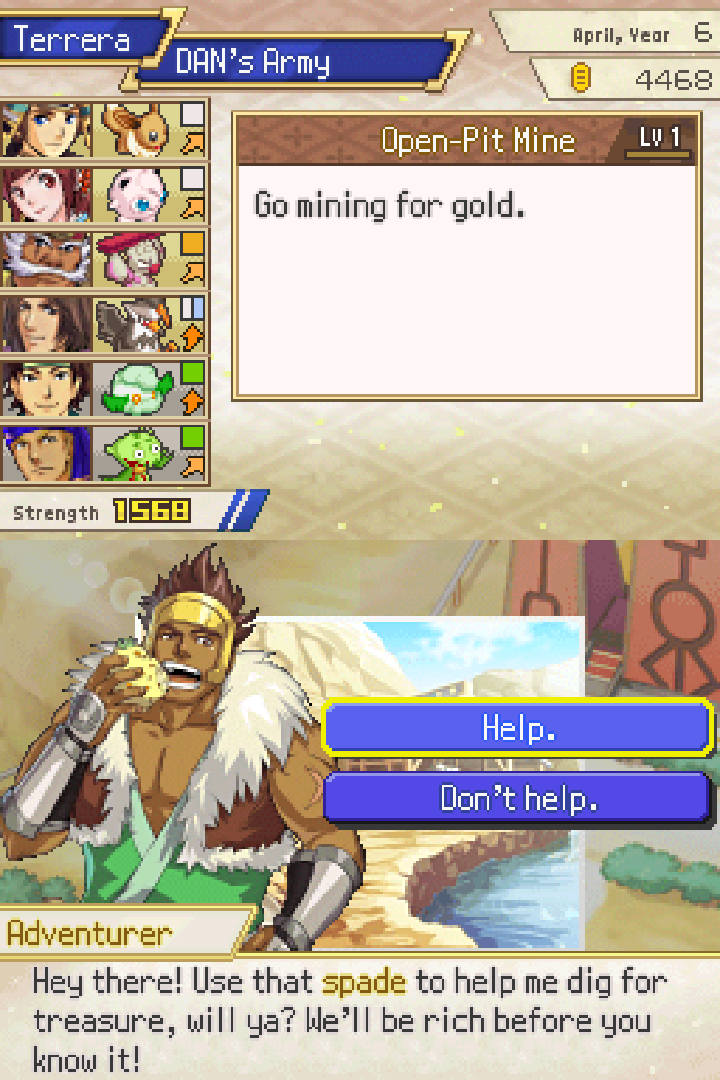 Terrera
DAN's Army
April, Year 6
4468
Open-Pit Mine Lv 1
Go mining for gold.
Strength 1568
Help.
Don't help.
Adventurer
Hey there! Use that spade to help me dig for
treasure, will ya? We'll be rich before you
know it!